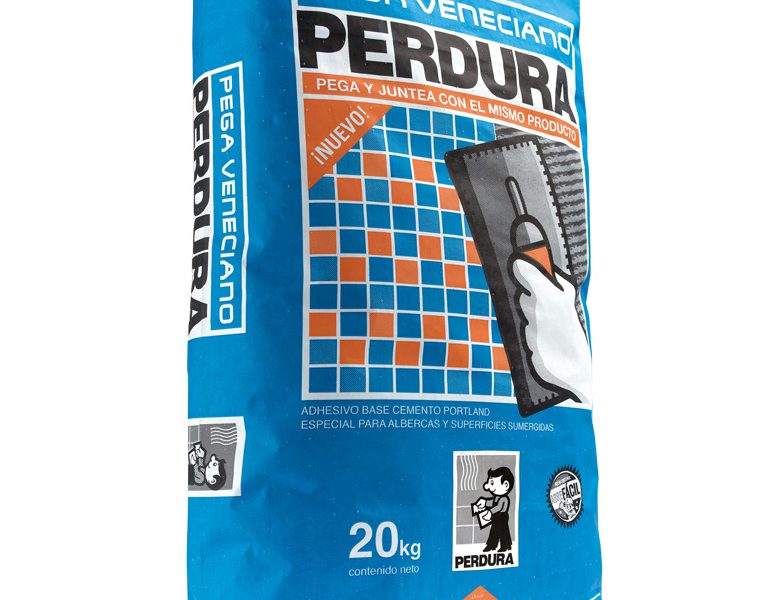 VENECIANO
PERDURA
PEGA Y JUNTEA CON EL MISMO PRODUCTO
¡NUEVO!
PEGA VENECIANO
PERDURA
ADHESIVO BASE CEMENTO PORTLAND
ESPECIAL PARA ALBERCAS Y SUPERFICIES SUMERGIDAS
20kg
contenido neto
PERDURA
FÁCIL